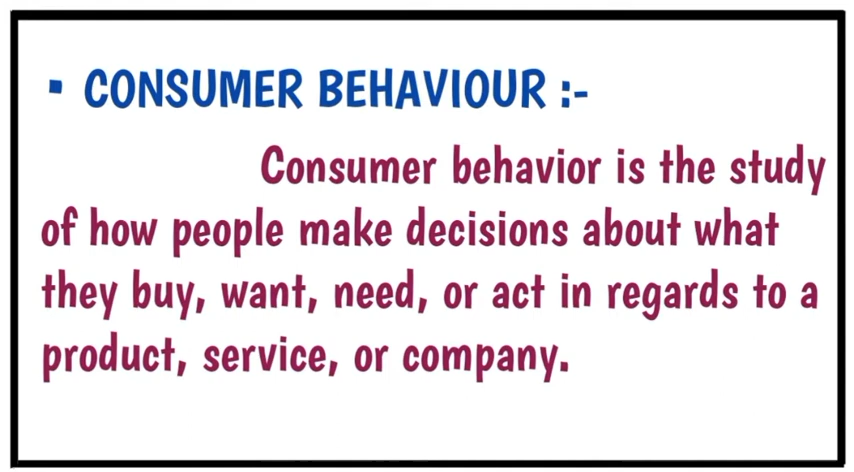 ▪ CONSUMER BEHAVIOUR :-
Consumer behavior is the study
of how people make decisions about what
they buy, want, need, or act in regards to a
product, service, or company.